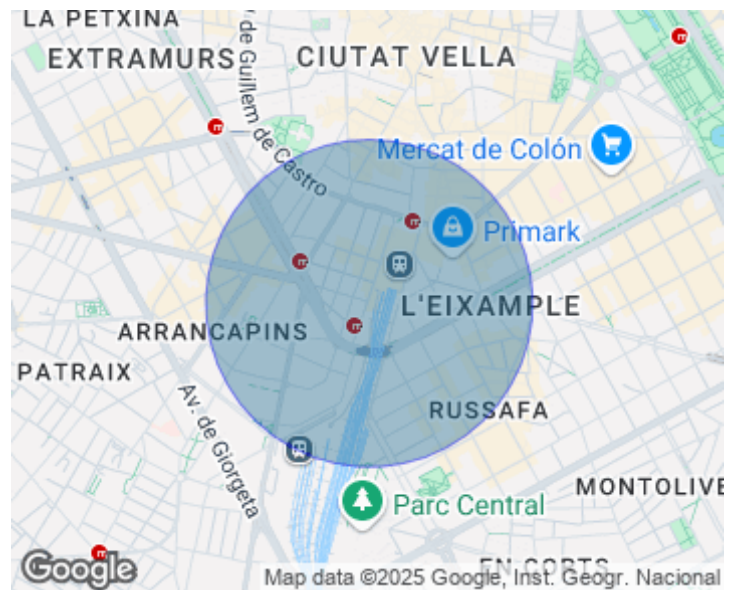 LA PETXINA
EXTRAMURS
CIUTAT VELLA
de Guillem de Castro
Mercat de Colón
Primark
L'EIXAMPLE
ARRANCAPINS
PATRAIX
Av. de Giorgeta
RUSSAFA
MONTOLIVE
Parc Central
EN CORTS
Google
Map data ©2025 Google, Inst. Geogr. Nacional